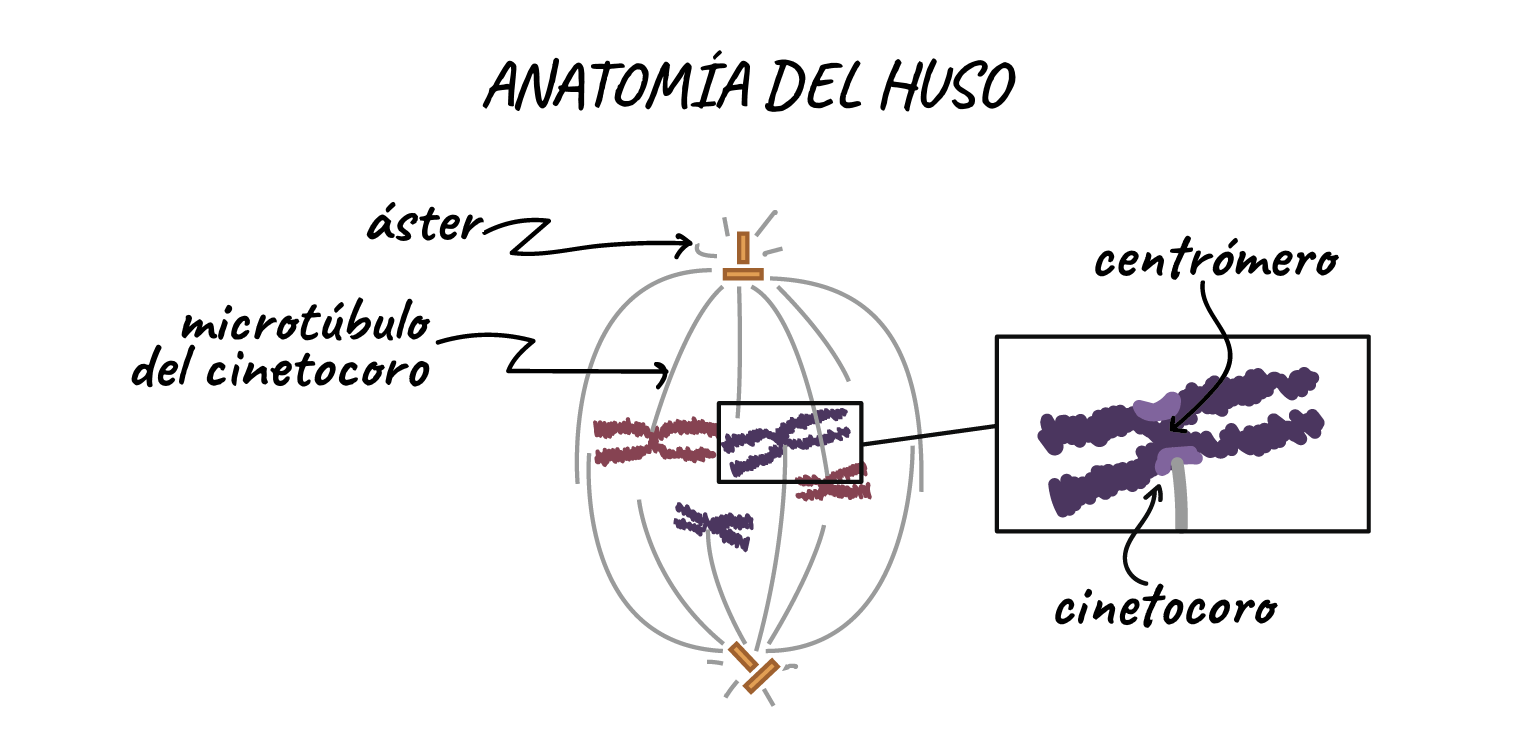 ANATOMÍA DEL HUSO
áster
microtúbulo
del cinetocoro
centrómero
cinetocoro